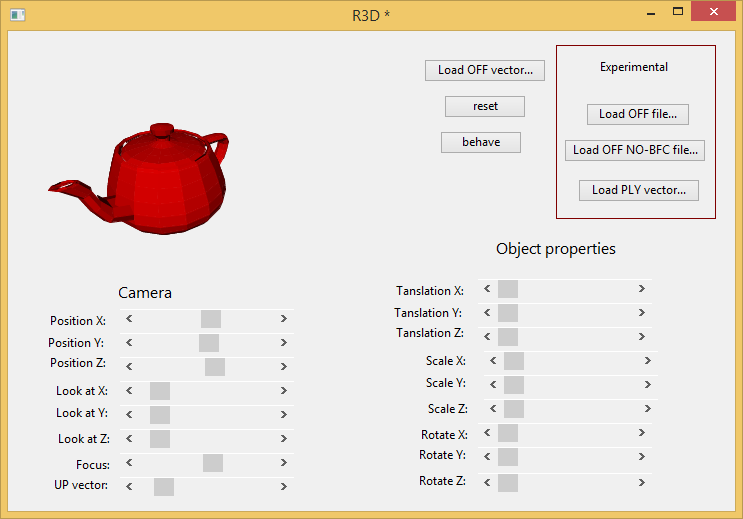 R3D *
Load OFF vector...
reset
behave
Experimental
Load OFF file...
Load OFF NO-BFC file...
Load PLY vector...
Camera
Position X:
Position Y:
Position Z:
Look at X:
Look at Y:
Look at Z:
Focus:
UP vector:
Object properties
Tanslation X:
Tanslation Y:
Tanslation Z:
Scale X:
Scale Y:
Scale Z:
Rotate X:
Rotate Y:
Rotate Z: